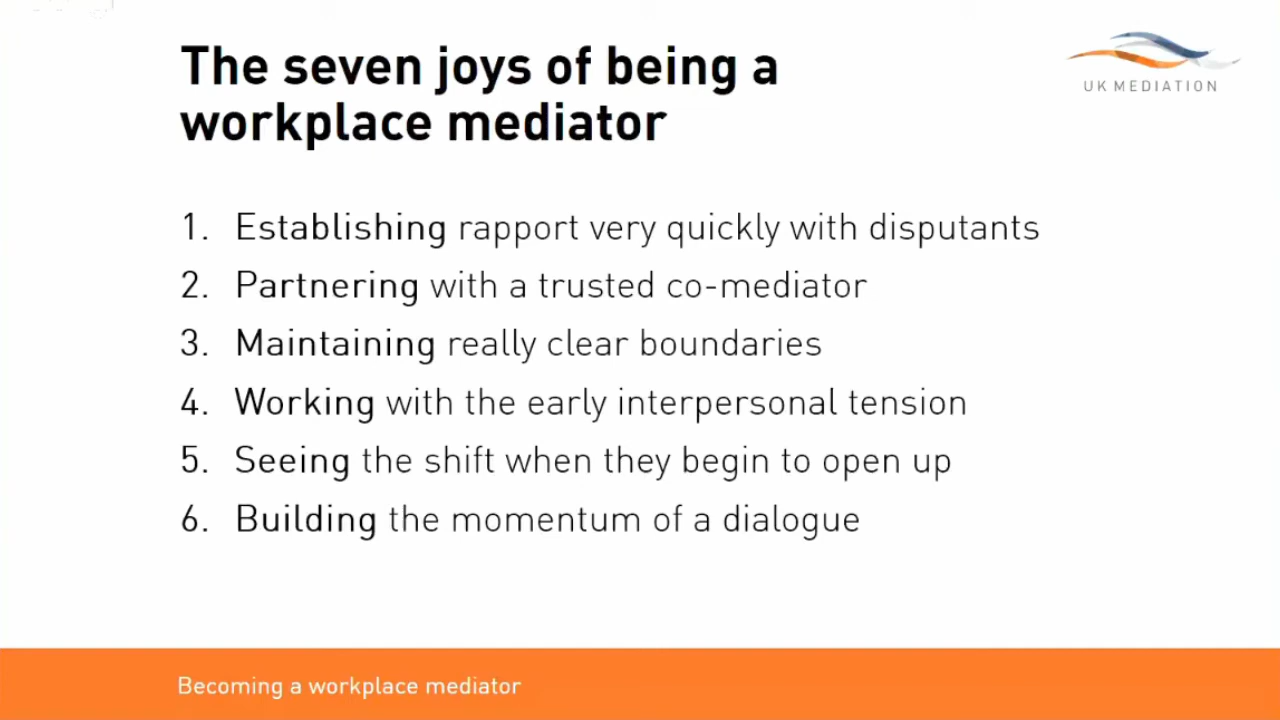 The seven joys of being a
workplace mediator
UK MEDIATION
1. Establishing rapport very quickly with disputants
2. Partnering with a trusted co-mediator
3. Maintaining really clear boundaries
4. Working with the early interpersonal tension
5. Seeing the shift when they begin to open up
6. Building the momentum of a dialogue
Becoming a workplace mediator